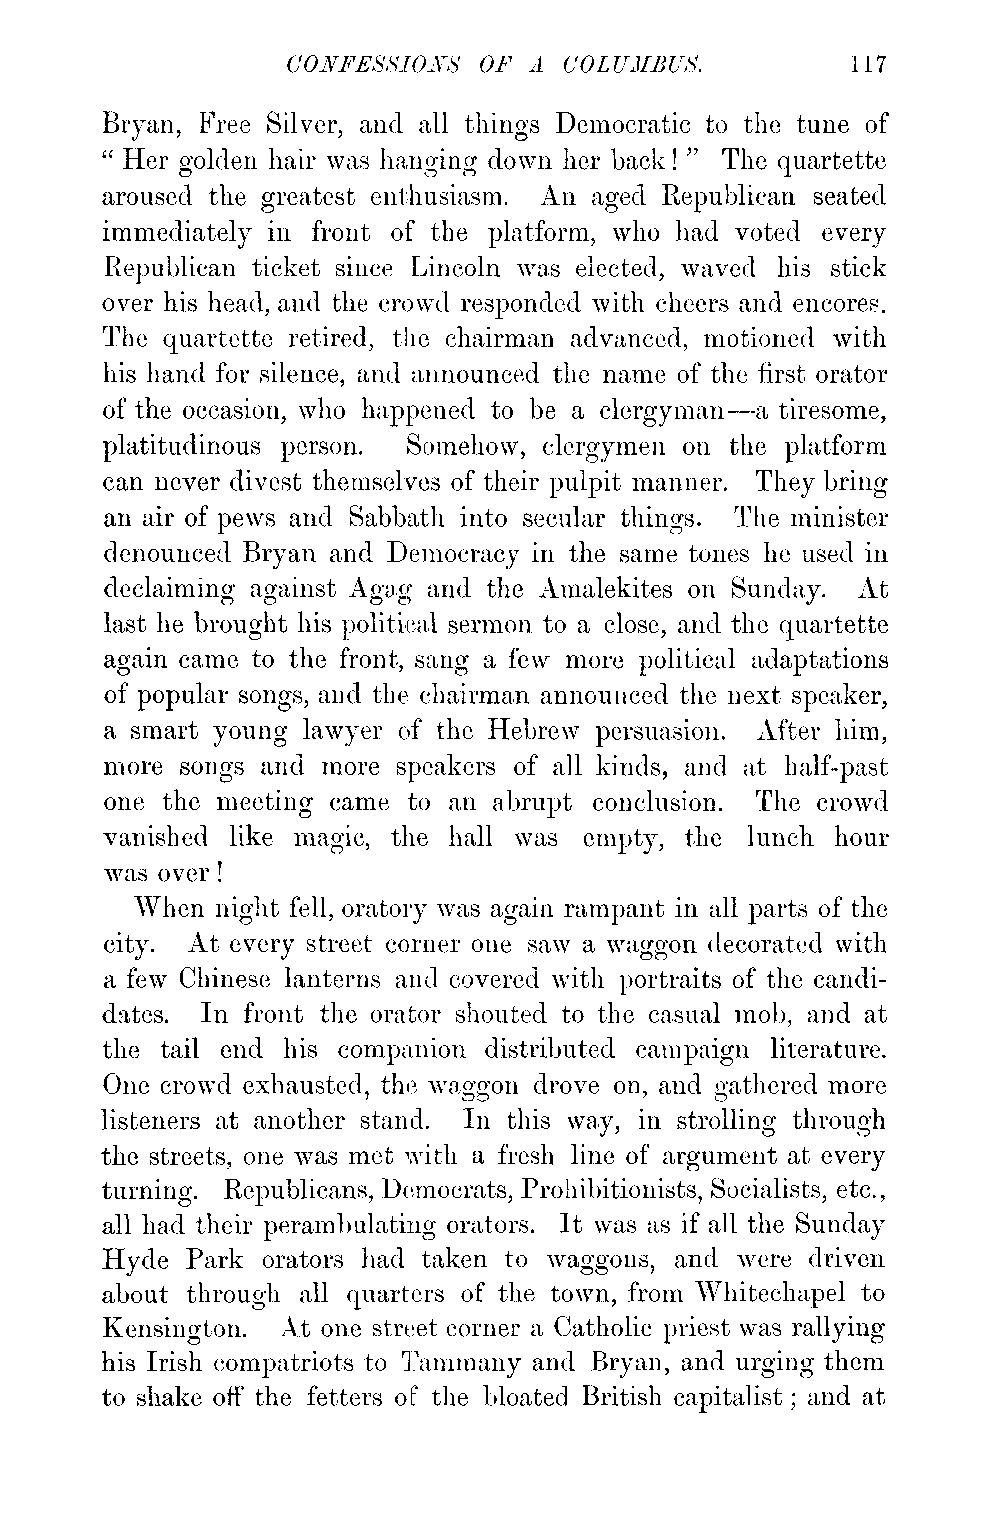 CONFESSIONS OF A COLUMBUS. 117
Bryan, Free Silver, and all things Democratic to the tune of
“ Her golden hair was hanging down her back! ” The quartette
aroused the greatest enthusiasm. An aged Republican seated
immediately in front of the platform, who had voted every
Republican ticket since Lincoln was elected, waved his stick
over his head, and the crowd responded with cheers and encores.
The quartette retired, the chairman advanced, motioned with
his hand for silence, and announced the name of the first orator
of the occasion, who happened to be a clergyman—a tiresome,
platitudinous person. Somehow, clergymen on the platform
can never divest themselves of their pulpit manner. They bring
an air of pews and Sabbath into secular things. The minister
denounced Bryan and Democracy in the same tones he used in
declaiming against Agag and the Amalekites on Sunday. At
last he brought his political sermon to a close, and the quartette
again came to the front, sang a few more political adaptations
of popular songs, and the chairman announced the next speaker,
a smart young lawyer of the Hebrew persuasion. After him,
more songs and more speakers of all kinds, and at half-past
one the meeting came to an abrupt conclusion. The crowd
vanished like magic, the hall was empty, the lunch hour
was over!
When night fell, oratory was again rampant in all parts of the
city. At every street corner one saw a waggon decorated with
a few Chinese lanterns and covered with portraits of the candi-
dates. In front the orator shouted to the casual mob, and at
the tail end his companion distributed campaign literature.
One crowd exhausted, the waggon drove on, and gathered more
listeners at another stand. In this way, in strolling through
the streets, one was met with a fresh line of argument at every
turning. Republicans, Democrats, Prohibitionists, Socialists, etc.,
all had their perambulating orators. It was as if all the Sunday
Hyde Park orators had taken to waggons, and were driven
about through all quarters of the town, from Whitechapel to
Kensington. At one street corner a Catholic priest was rallying
his Irish compatriots to Tammany and Bryan, and urging them
to shake off the fetters of the bloated British capitalist; and at